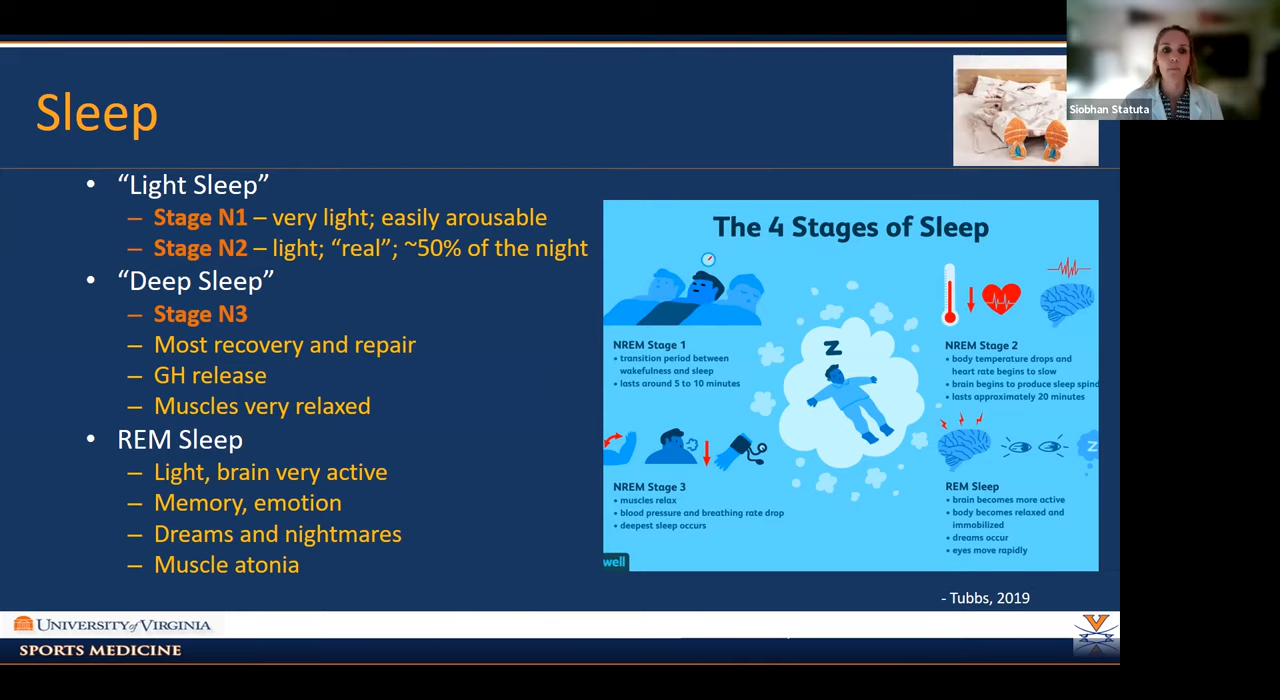 Siobhan Statuta
Sleep
• “Light Sleep”
– Stage N1 – very light; easily arousable
– Stage N2 – light; “real”; ~50% of the night
• “Deep Sleep”
– Stage N3
– Most recovery and repair
– GH release
– Muscles very relaxed
• REM Sleep
– Light, brain very active
– Memory, emotion
– Dreams and nightmares
– Muscle atonia
The 4 Stages of Sleep
Z
NREM Stage 1
• transition period between
wakefulness and sleep
• lasts around 5 to 10 minutes
NREM Stage 2
• body temperature drops and
heart rate begins to slow
• brain begins to produce sleep spind
• lasts approximately 20 minutes
NREM Stage 3
• muscles relax
• blood pressure and breathing rate drop
• deepest sleep occurs
Z
REM Sleep
• brain becomes more active
• body becomes relaxed and
immobilized
• dreams occur
• eyes move rapidly
well
- Tubbs, 2019
UNIVERSITY of VIRGINIA
SPORTS MEDICINE
V